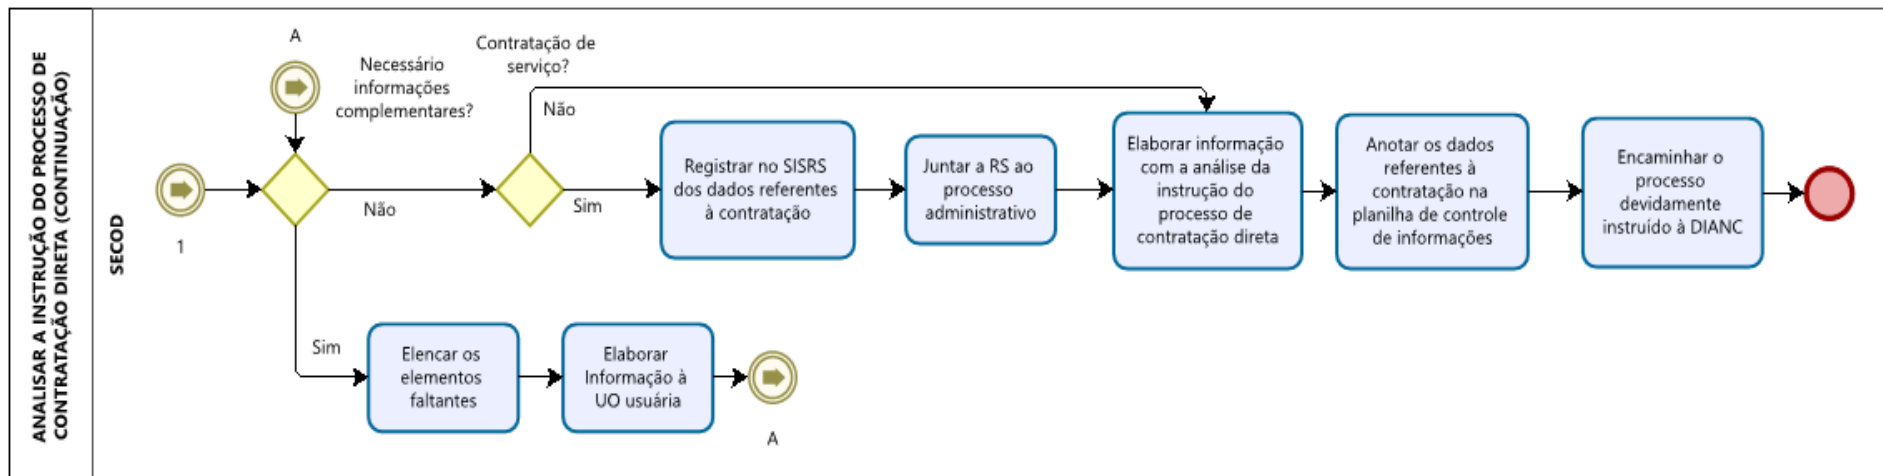 ANALISAR A INSTRUÇÃO DO PROCESSO DE
CONTRATAÇÃO DIRETA (CONTINUAÇÃO)
SECOD
A
Necessário
informações
complementares?
Contratação de
serviço?
Não
1
Não
Sim
Registrar no SISRS
dos dados referentes
à contratação
Juntar a RS ao
processo
administrativo
Elaborar informação
com a análise da
instrução do
processo de
contratação direta
Anotar os dados
referentes à
contratação na
planilha de controle
de informações
Encaminhar o
processo
devidamente
instruído à DIANC
Sim
Elencar os
elementos
faltantes
Elaborar
Informação à
UO usuária
A